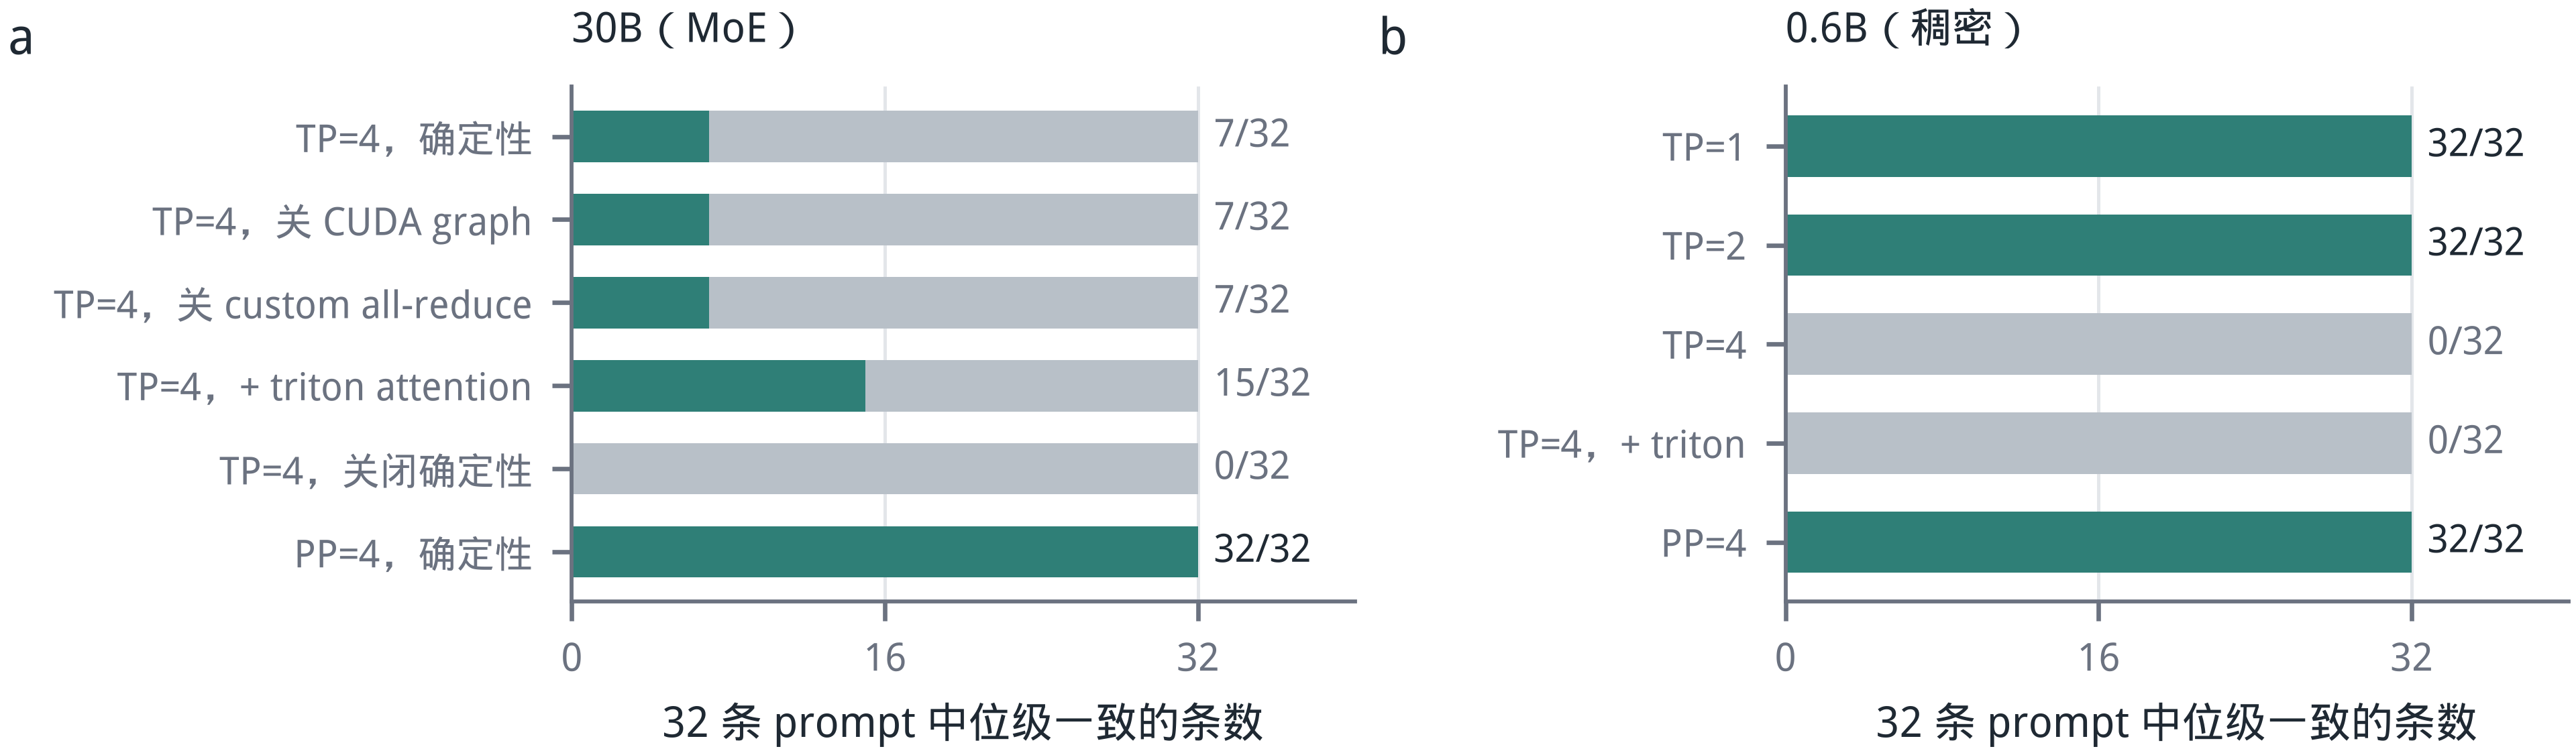 a
30B（MoE）
TP=4，确定性
7/32
TP=4，关 CUDA graph
7/32
TP=4，关 custom all-reduce
7/32
TP=4，+ triton attention
15/32
TP=4，关闭确定性
0/32
PP=4，确定性
32/32
0
16
32
32 条 prompt 中位级一致的条数
b
0.6B（稠密）
TP=1
32/32
TP=2
32/32
TP=4
0/32
TP=4，+ triton
0/32
PP=4
32/32
0
16
32
32 条 prompt 中位级一致的条数